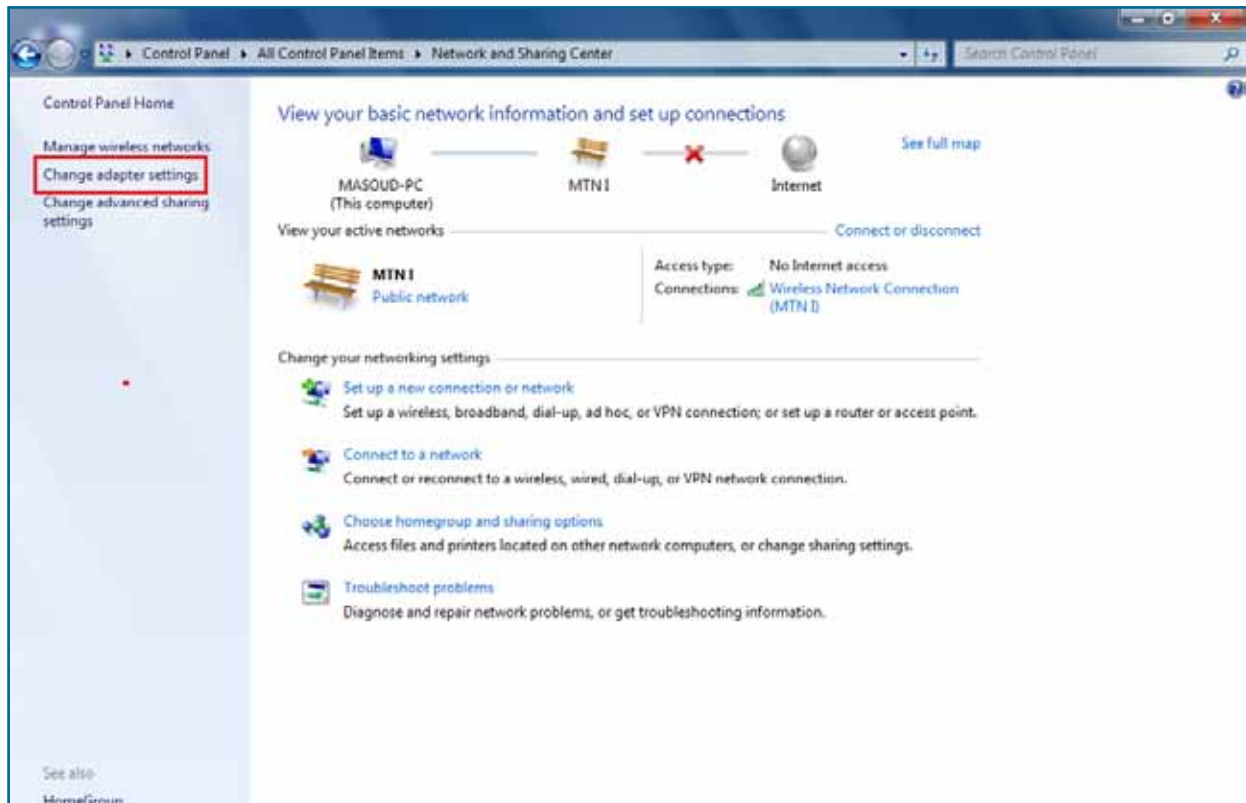 Control Panel ▸ All Control Panel Items ▸ Network and Sharing Center
Search Control Panel
Control Panel Home
Manage wireless networks
Change adapter settings
Change advanced sharing
settings
View your basic network information and set up connections
See full map
MASOUD-PC
(This computer)
MTN I
Internet
View your active networks
Connect or disconnect
MTN I
Public network
Access type: No Internet access
Connections: Wireless Network Connection
(MTN I)
Change your networking settings
Set up a new connection or network
Set up a wireless, broadband, dial-up, ad hoc, or VPN connection; or set up a router or access point.
Connect to a network
Connect or reconnect to a wireless, wired, dial-up, or VPN network connection.
Choose homegroup and sharing options
Access files and printers located on other network computers, or change sharing settings.
Troubleshoot problems
Diagnose and repair network problems, or get troubleshooting information.
See also
HomeGroup